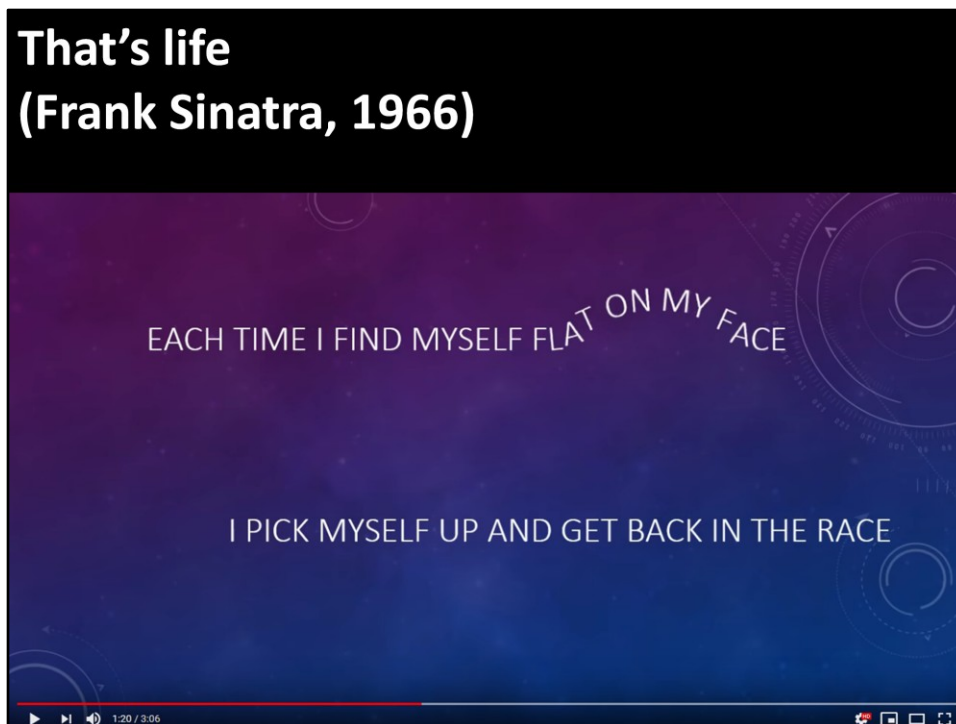 That's life
(Frank Sinatra, 1966)
EACH TIME I FIND MYSELF FLAT ON MY FACE
I PICK MYSELF UP AND GET BACK IN THE RACE
1:20 / 3:06
HD